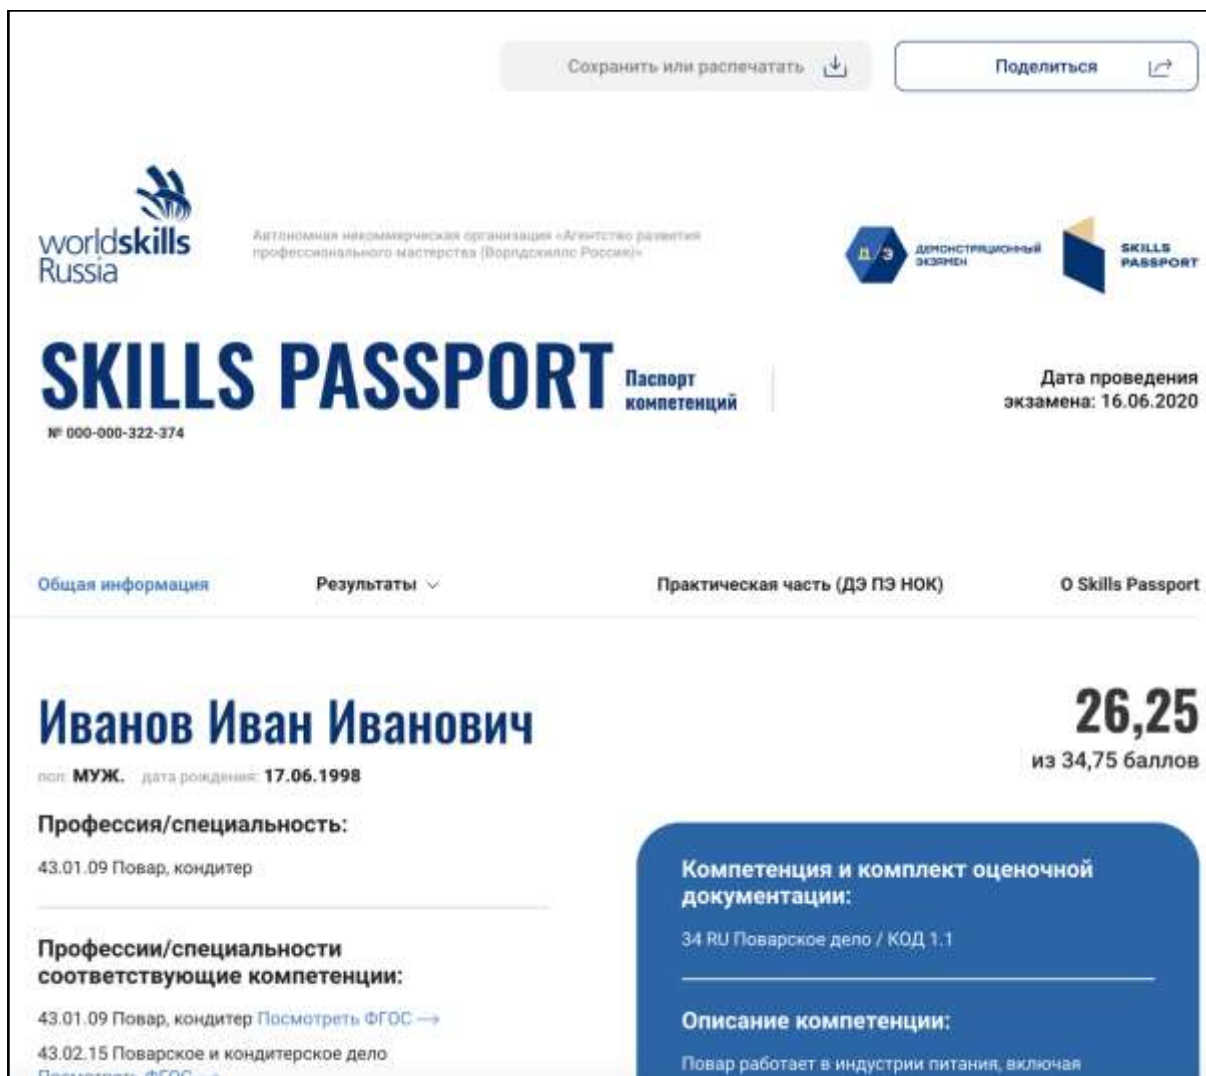 Сохранить или распечатать
Поделиться
worldskills
Russia
Автономная некоммерческая организация «Агентство развития
профессионального мастерства (Ворлдскиллс Россия)»
Д/Э
ДЕМОНСТРАЦИОННЫЙ
ЭКЗАМЕН
SKILLS
PASSPORT
SKILLS PASSPORT
Паспорт
компетенций
Дата проведения
экзамена: 16.06.2020
№ 000-000-322-374
Общая информация
Результаты
Практическая часть (ДЭ ПЭ НОК)
О Skills Passport
Иванов Иван Иванович
26,25
из 34,75 баллов
пол: МУЖ. дата рождения: 17.06.1998
Профессия/специальность:
43.01.09 Повар, кондитер
Профессии/специальности
соответствующие компетенции:
43.01.09 Повар, кондитер Посмотреть ФГОС →
43.02.15 Поварское и кондитерское дело
Посмотреть ФГОС →
Компетенция и комплект оценочной
документации:
34 RU Поварское дело / КОД 1.1
Описание компетенции:
Повар работает в индустрии питания, включая